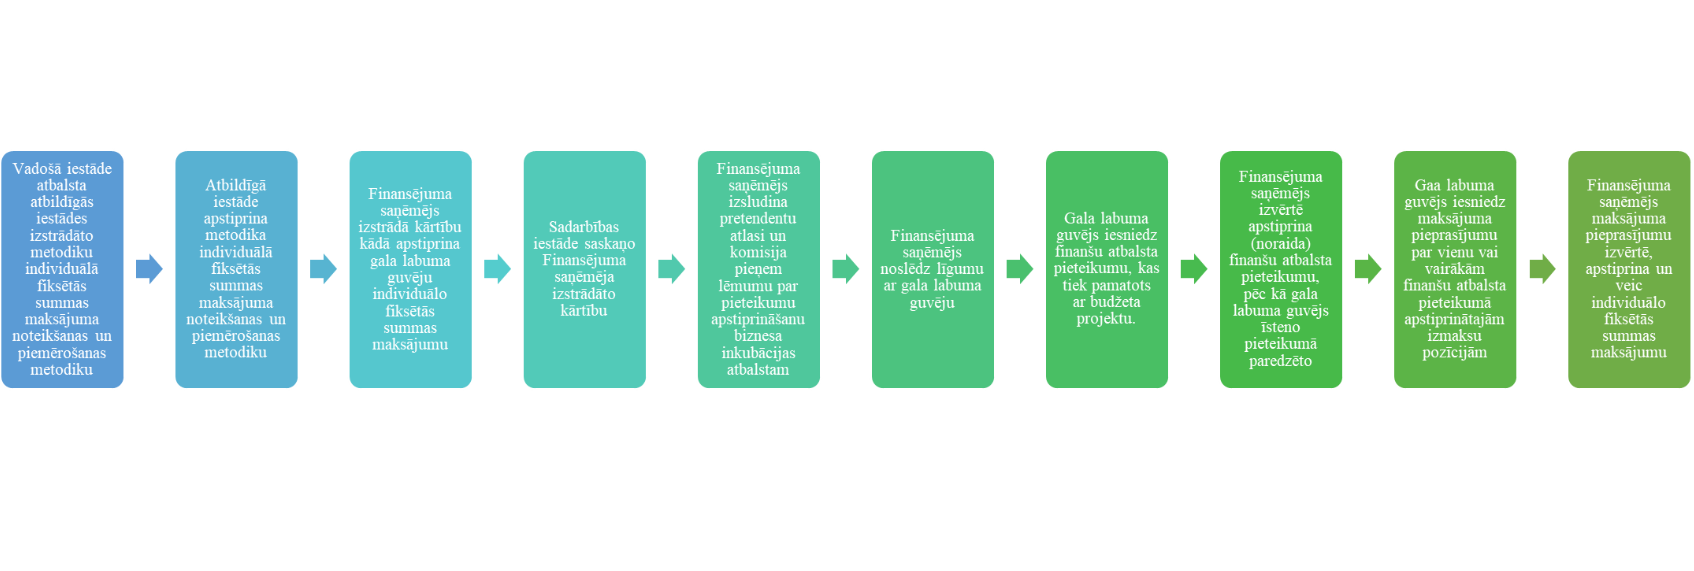 Vadošā iestāde
atbalsta
atbildīgās
iestādes
izstrādāto
metodiku
individuālā
fiksētās
summas
maksājuma
noteikšanas un
piemērošanas
metodiku
Atbildīgā
iestāde
apstiprina
metodika
individuālā
fiksētās
summas
maksājuma
noteikšanas un
piemērošanas
metodiku
Finansējuma
saņēmējs
izstrādā kārtību
kādā apstiprina
gala labuma
guvēju
individuālo
fiksētās
summas
maksājumu
Sadarbības
iestāde saskaņo
Finansējuma
saņēmēja
izstrādāto
kārtību
Finansējuma
saņēmējs
izsludina
pretendentu
atlasi un
komisija
pieņem
lēmumu par
pieteikumu
apstiprināšanu
biznesa
inkubācijas
atbalstam
Finansējuma
saņēmējs
noslēdz līgumu
ar gala labuma
guvēju
Gala labuma
guvējs iesniedz
finanšu atbalsta
pieteikumu, kas
tiek pamatots
ar budžeta
projektu.
Finansējuma
saņēmējs
izvērtē
apstiprina
(noraida)
finanšu atbalsta
pieteikumu,
pēc kā gala
labuma guvējs
īsteno
pieteikumā
paredzēto
Gaa labuma
guvējs iesniedz
maksājuma
pieprasījumu
par vienu vai
vairākām
finanšu atbalsta
pieteikumā
apstiprinātajām
izmaksu
pozīcijām
Finansējuma
saņēmējs
maksājuma
pieprasījumu
izvērtē,
apstiprina un
veic
individuālo
fiksētās
summas
maksājumu